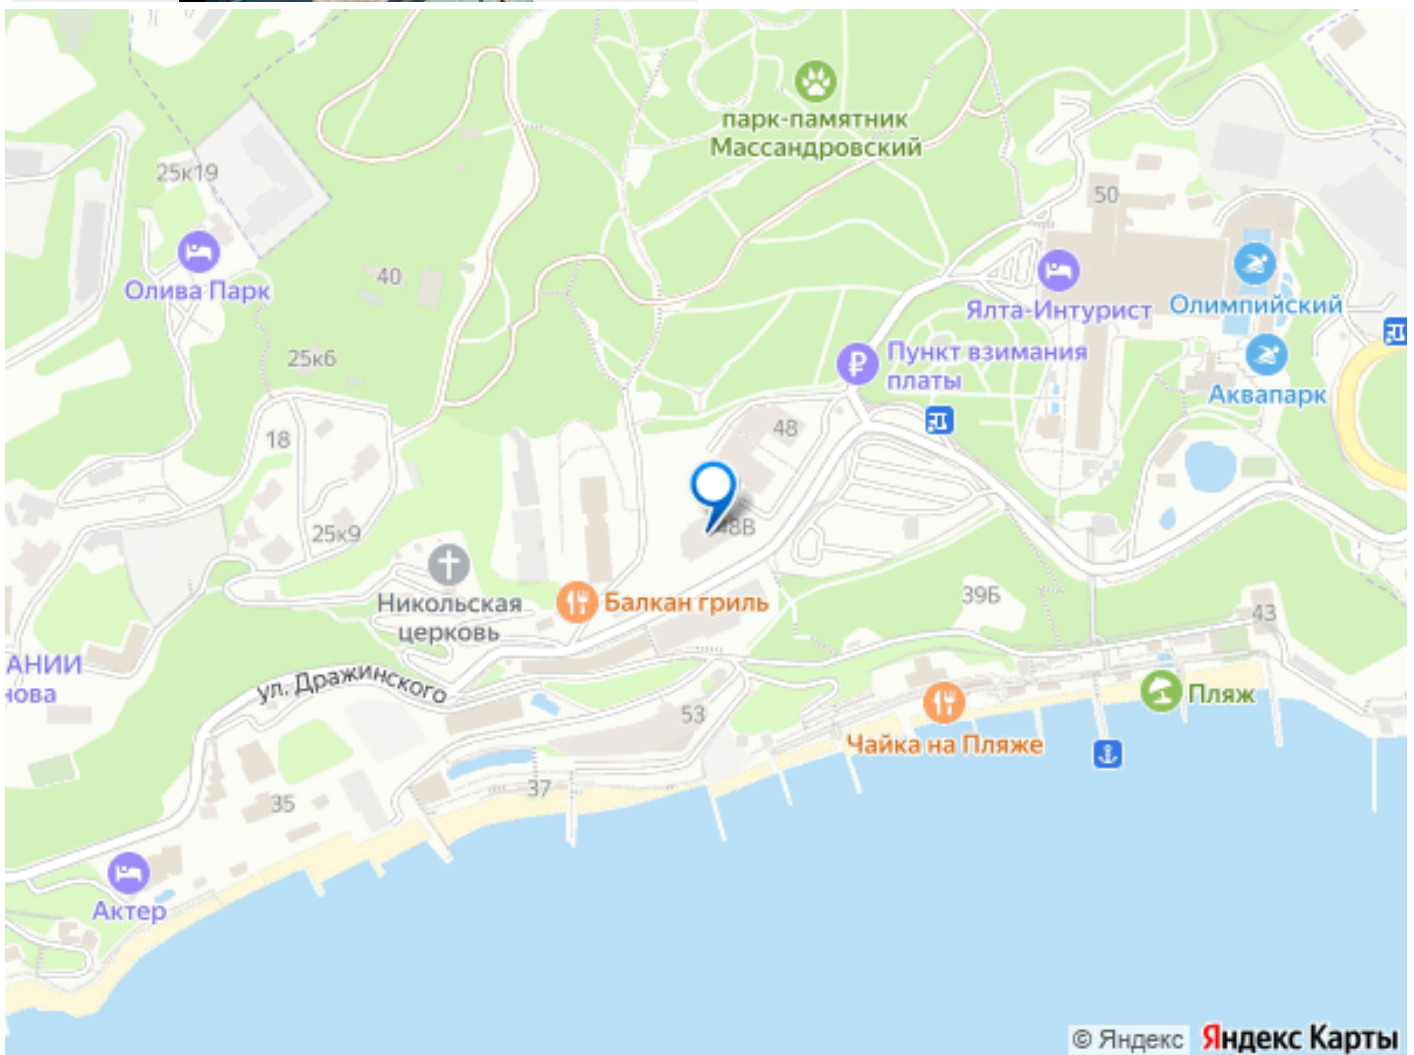 парк-памятник
Массандровский
25к19
50
Олива Парк
40
Ялта-Интурист
Олимпийский
25к6
Пункт взимания
платы
Аквапарк
18
48
25к9
48В
Никольская
церковь
Балкан гриль
39Б
43
АНИИ
нова
ул. Дражинского
53
Пляж
Чайка на Пляже
37
35
Актер
© Яндекс Яндекс Карты